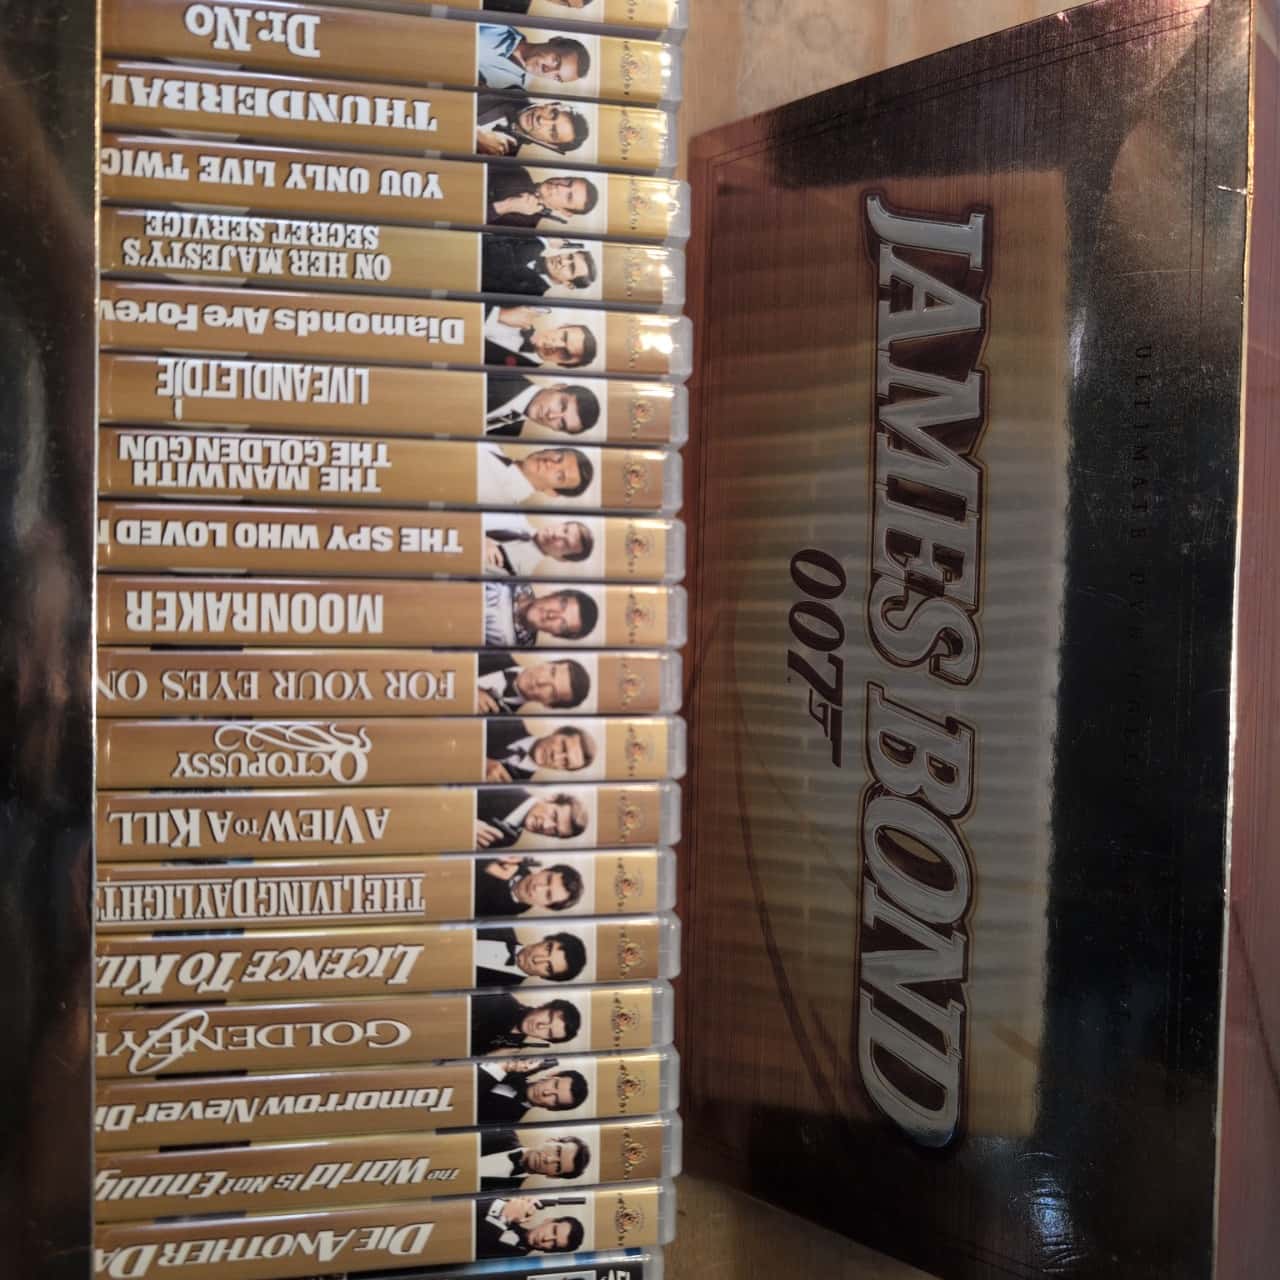 Dr. No
THUNDERBAL
YOU ONLY LIVE TWIC
ON HER MAJESTY'S
SECRET SERVICE
Diamonds Are Forev
LIVE AND LET DIE
THE MAN WITH
THE GOLDEN GUN
THE SPY WHO LOVED
MOONRAKER
FOR YOUR EYES ON
OCTOPUSSY
A VIEW TO A KILL
THE LIVING DAYLIGHTS
LICENCE TO KIL
GOLDENEYE
Tomorrow Never Di
THE WORLD IS NOT ENOUG
DIE ANOTHER DA
JAMES BOND
007
ULTIMATE